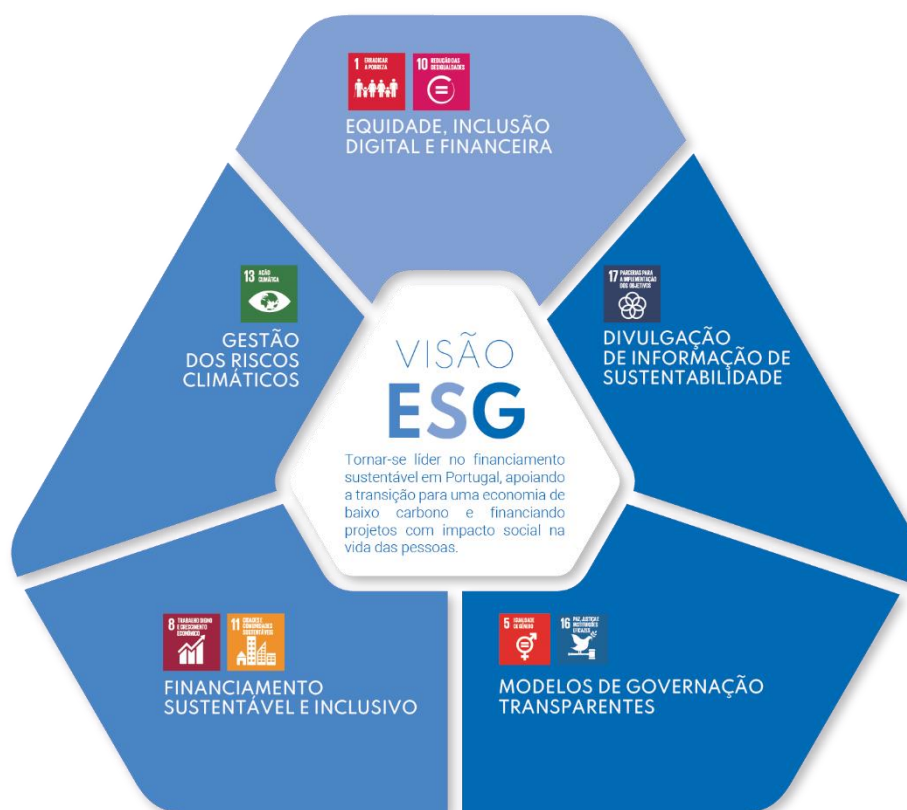 1 ERRADICAR
A POBREZA
10 REDUÇÃO DAS
DESIGUALDADES
EQUIDADE, INCLUSÃO
DIGITAL E FINANCEIRA
13 AÇÃO
CLIMÁTICA
GESTÃO
DOS RISCOS
CLIMÁTICOS
17 PARCERIAS PARA
A IMPLEMENTAÇÃO
DOS OBJETIVOS
DIVULGAÇÃO
DE INFORMAÇÃO DE
SUSTENTABILIDADE
VISÃO
ESG
Tornar-se líder no financiamento
sustentável em Portugal, apoiando
a transição para uma economia de
baixo carbono e financiando
projetos com impacto social na
vida das pessoas.
8 TRABALHO DIGNO
E CRESCIMENTO
ECONÓMICO
11 CIDADES E
COMUNIDADES
SUSTENTÁVEIS
FINANCIAMENTO
SUSTENTÁVEL E INCLUSIVO
5 IGUALDADE
DE GÉNERO
16 PAZ, JUSTIÇA E
INSTITUIÇÕES
EFICAZES
MODELOS DE GOVERNAÇÃO
TRANSPARENTES